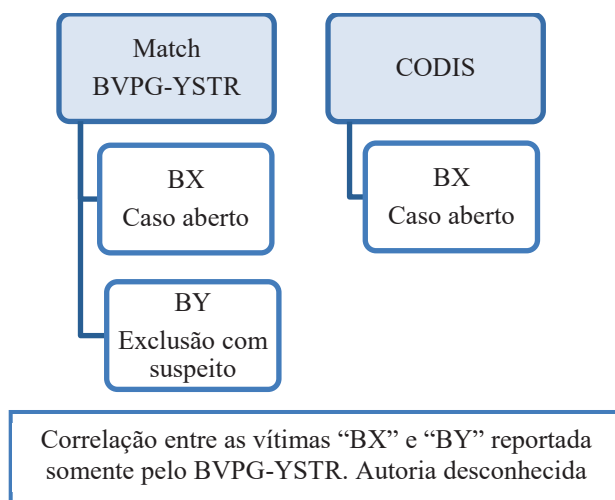 Match
BVPG-YSTR
BX
Caso aberto
BY
Exclusão com
suspeito
CODIS
BX
Caso aberto
Correlação entre as vítimas “BX” e “BY” reportada
somente pelo BVPG-YSTR. Autoria desconhecida